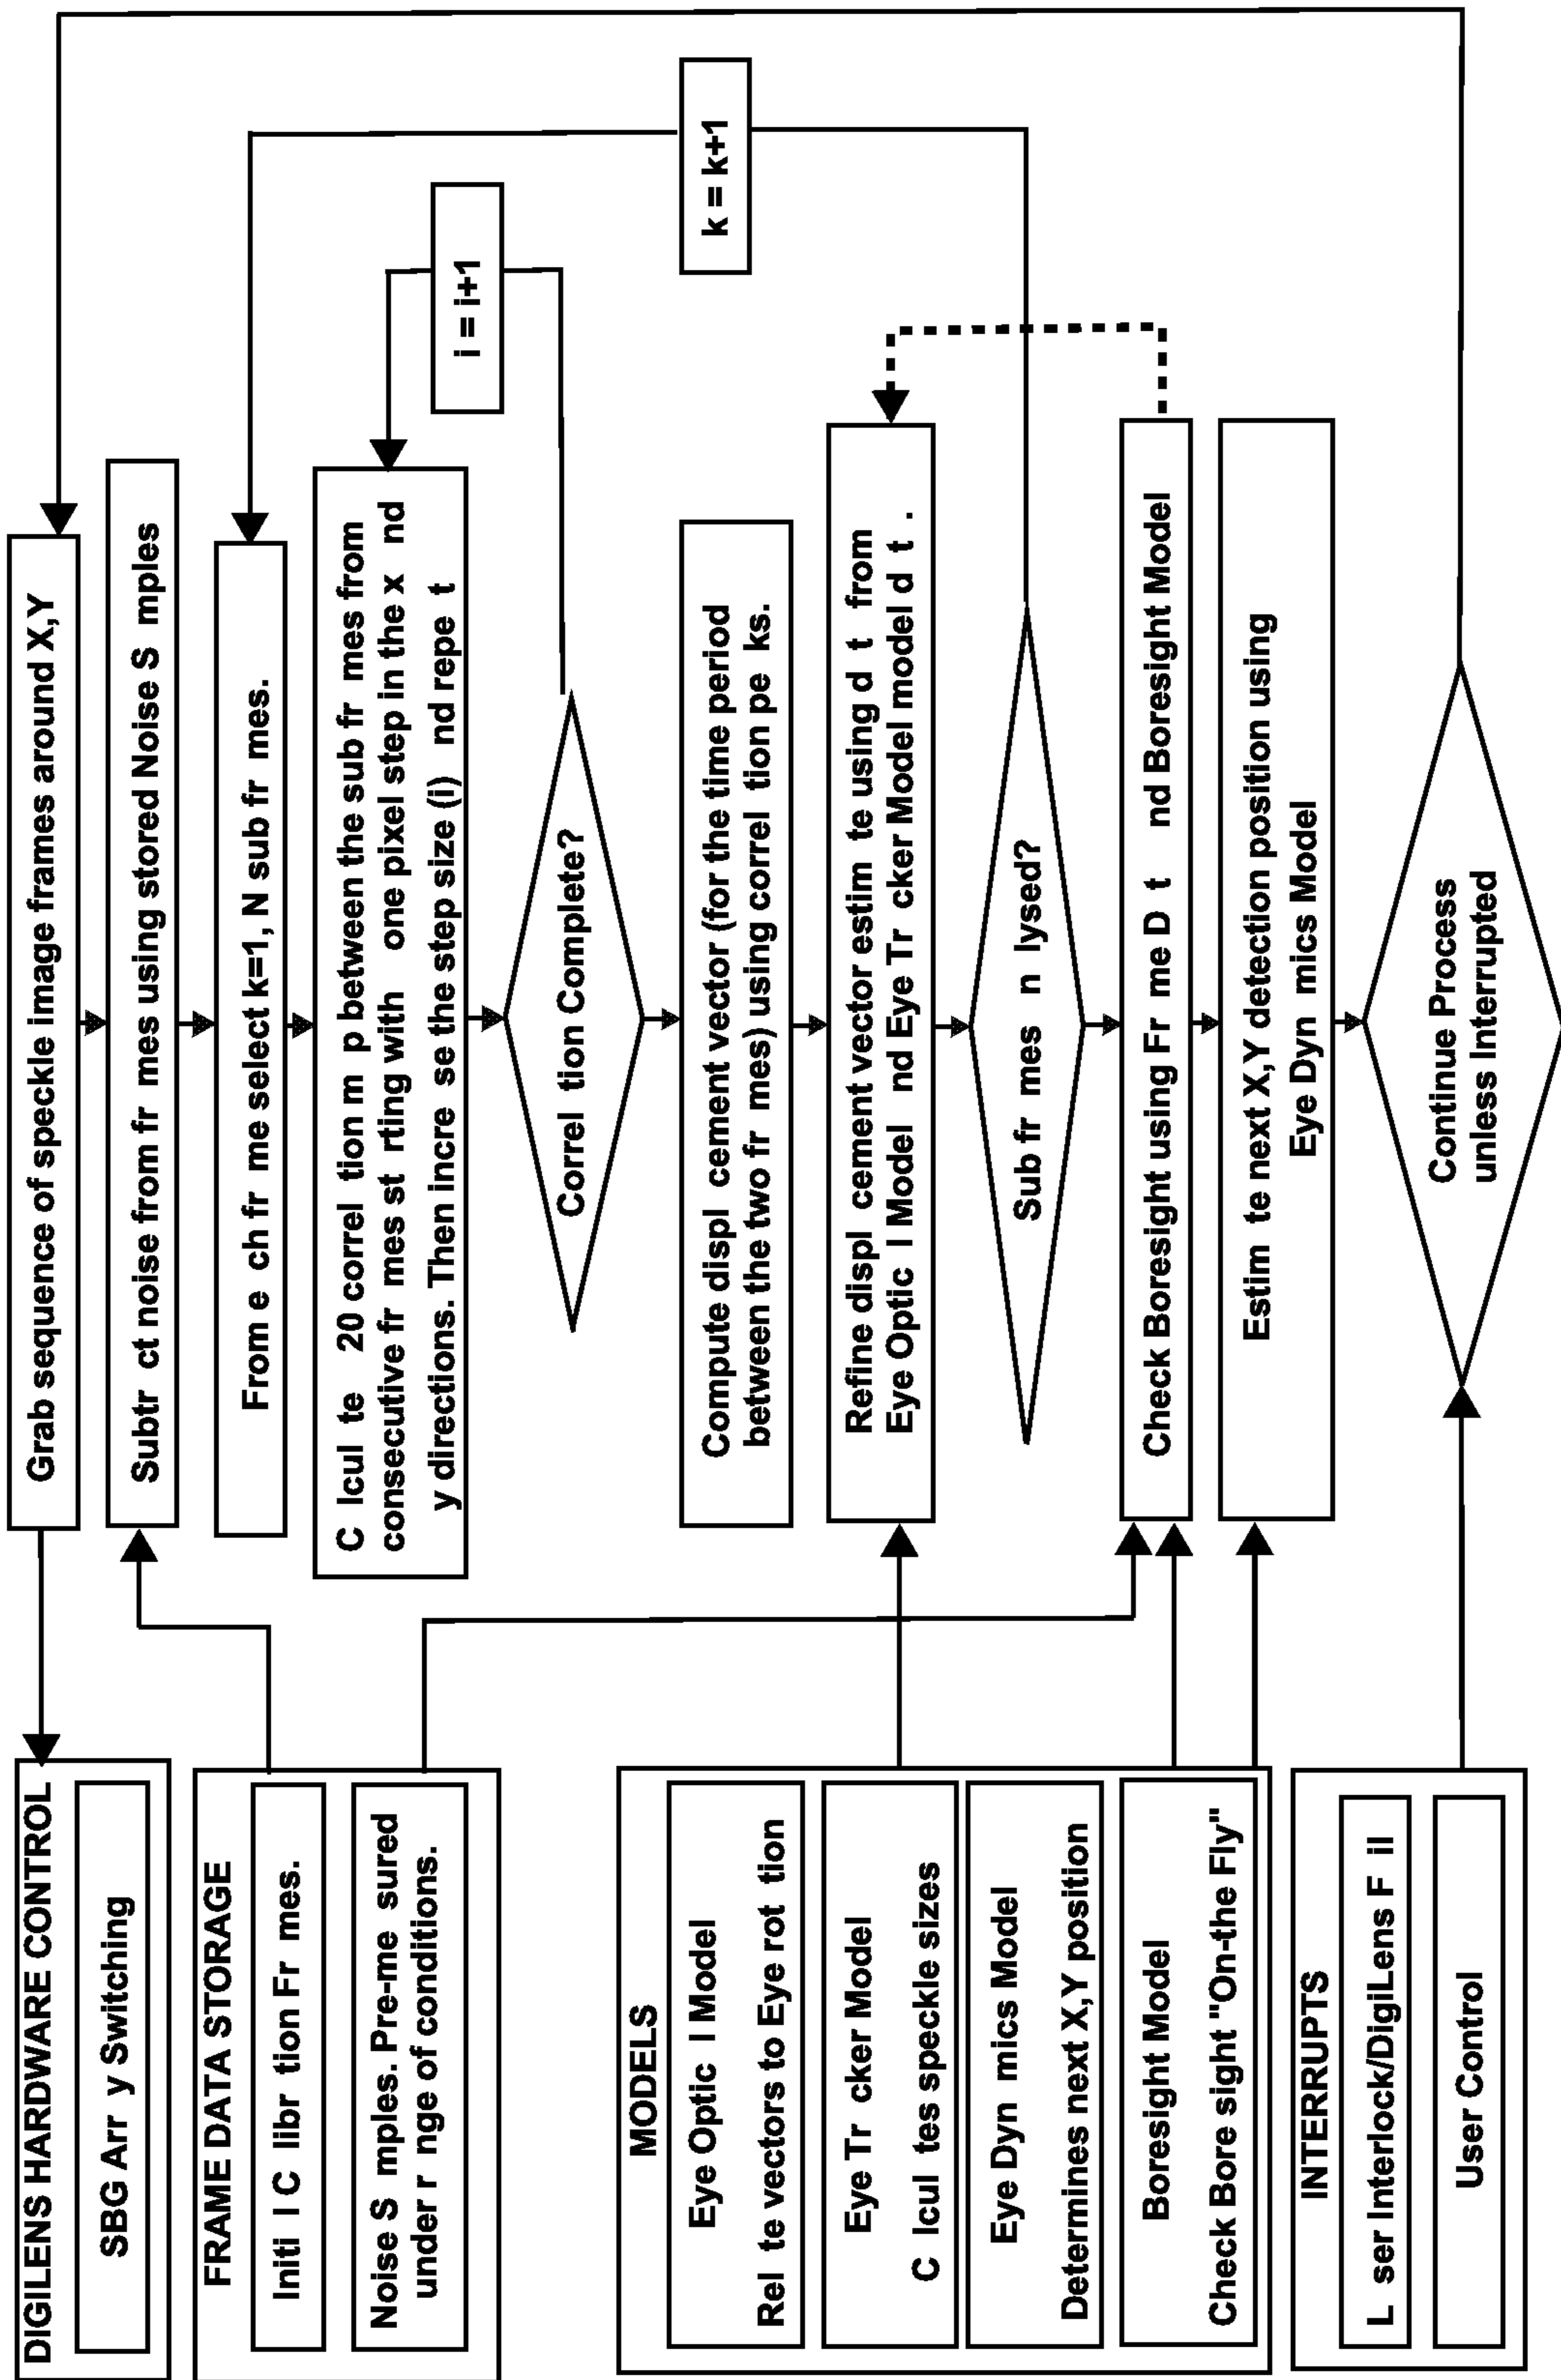 DIGILENS HARDWARE CONTROL
SBG Arr y Switching
FRAME DATA STORAGE
Initi l C libr tion Fr mes.
Noise S mples. Pre-me sured
under r nge of conditions.
MODELS
Eye Optic l Model
Rel te vectors to Eye rot tion
Eye Tr cker Model
C lcul tes speckle sizes
Eye Dyn mics Model
Determines next X,Y position
Boresight Model
Check Bore sight "On-the Fly"
INTERRUPTS
L ser Interlock/DigiLens F il
User Control
Grab sequence of speckle image frames around X,Y
Subtr ct noise from fr mes using stored Noise S mples
From e ch fr me select k=1, N sub fr mes.
C lcul te 20 correl tion m p between the sub fr mes from
consecutive fr mes st rting with one pixel step in the x nd
y directions. Then incre se the step size (i) nd repe t
Correl tion Complete?
Compute displ cement vector (for the time period
between the two fr mes) using correl tion pe ks.
Refine displ cement vector estim te using d t from
Eye Optic l Model nd Eye Tr cker Model model d t .
Sub fr mes n lysed?
Check Boresight using Fr me D t nd Boresight Model
Estim te next X,Y detection position using
Eye Dyn mics Model
Continue Process
unless Interrupted
i = i+1
k = k+1